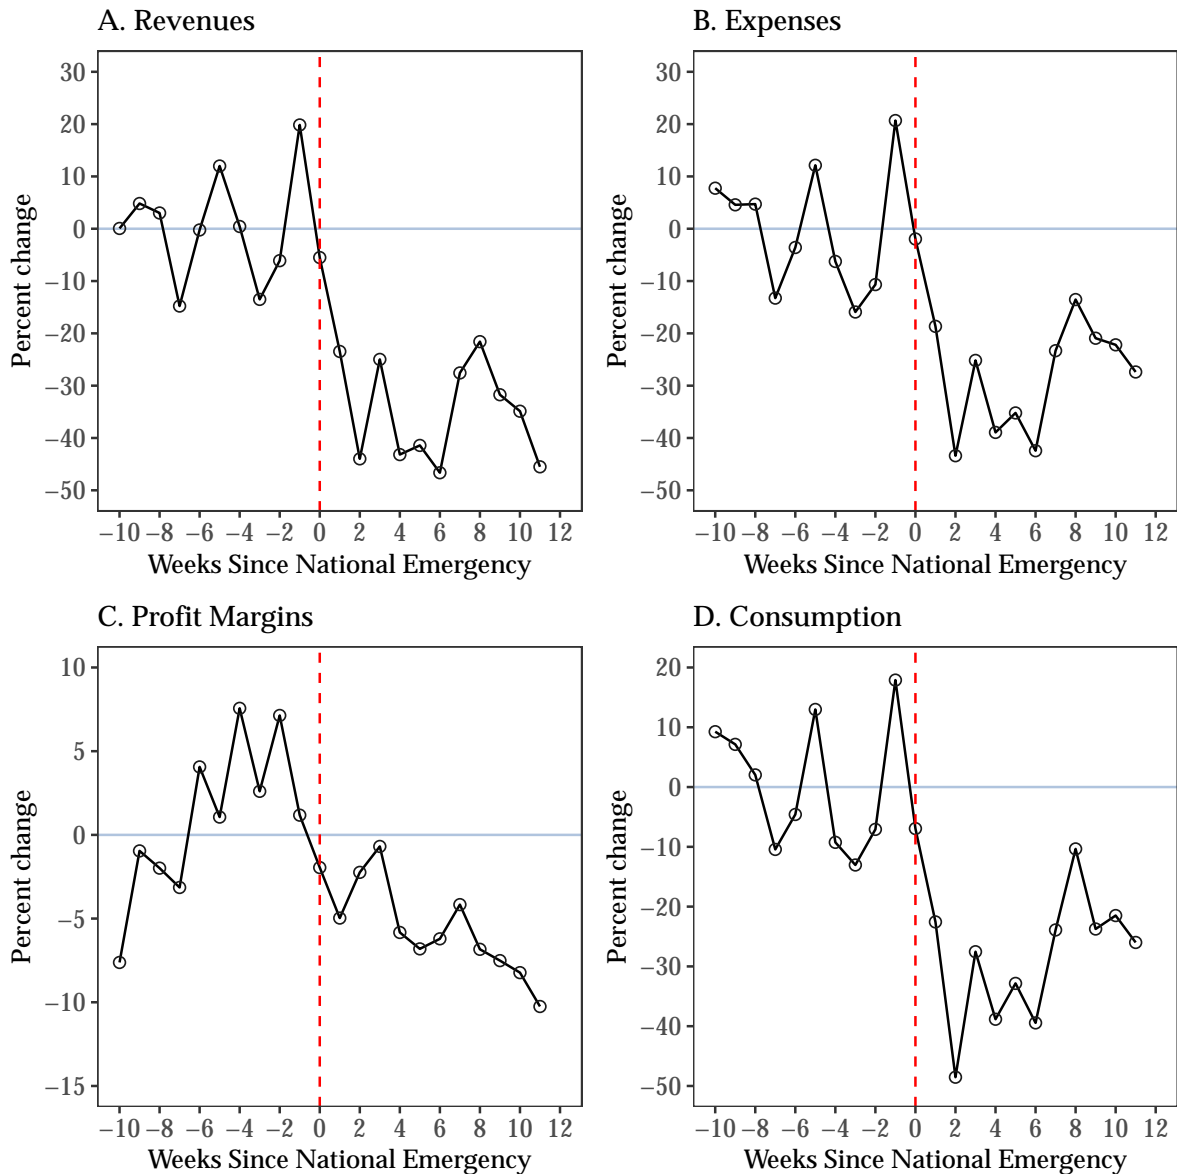 A. Revenues
Percent change
30
20
10
0
−10
−20
−30
−40
−50
−10 −8 −6 −4 −2 0 2 4 6 8 10 12
Weeks Since National Emergency
B. Expenses
Percent change
30
20
10
0
−10
−20
−30
−40
−50
−10 −8 −6 −4 −2 0 2 4 6 8 10 12
Weeks Since National Emergency
C. Profit Margins
Percent change
10
5
0
−5
−10
−15
−10 −8 −6 −4 −2 0 2 4 6 8 10 12
Weeks Since National Emergency
D. Consumption
Percent change
20
10
0
−10
−20
−30
−40
−50
−10 −8 −6 −4 −2 0 2 4 6 8 10 12
Weeks Since National Emergency